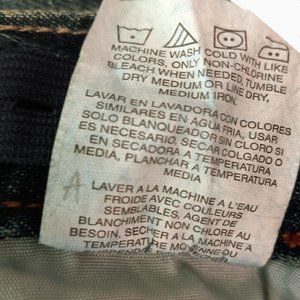 MACHINE WASH COLD WITH LIKE
COLORS, ONLY NON-CHLORINE
BLEACH WHEN NEEDED TUMBLE
DRY MEDIUM OR LINE DRY,
MEDIUM IRON.
LAVAR EN LAVADORA CON COLORES
SIMILARES EN AGUA FRIA, USAR
SOLO BLANQUEADOR SIN CLORO SI
ES NECESARIO, SECAR COLGADO O
EN SECADORA A TEMPERATURA
MEDIA, PLANCHAR A TEMPERATURA
MEDIA.
A
LAVER A LA MACHINE A L'EAU
FROIDE AVEC COULEURS
SEMBLABLES, AGENT DE
BLANCHIMENT NON CHLORE AU
BESOIN. SECHER A LA MACHINE A
TEMPERATURE MOYENNE OU